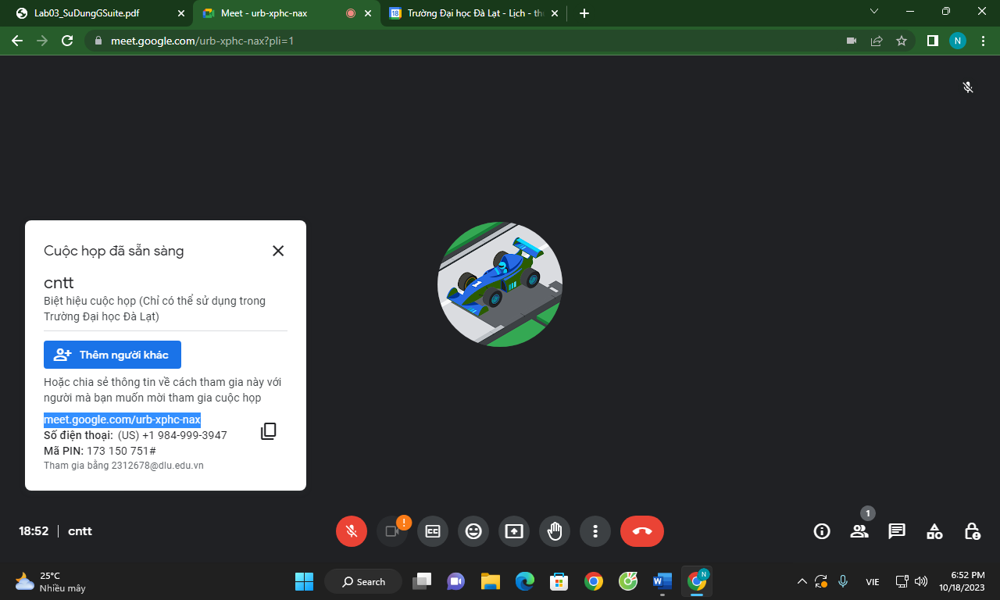 Lab03_SuDungGSuite.pdf
Meet - urb-xphc-nax
18
Trường Đại học Đà Lạt - Lịch - th
meet.google.com/urb-xphc-nax?pli=1
N
Cuộc họp đã sẵn sàng
cntt
Biệt hiệu cuộc họp (Chỉ có thể sử dụng trong
Trường Đại học Đà Lạt)
Thêm người khác
Hoặc chia sẻ thông tin về cách tham gia này với
người mà bạn muốn mời tham gia cuộc họp
meet.google.com/urb-xphc-nax
Số điện thoại: (US) +1 984-999-3947
Mã PIN: 173 150 751#
Tham gia bằng 2312678@dlu.edu.vn
18:52 | cntt
!
CC
1
25°C
Nhiều mây
Search
W
N
VIE
6:52 PM
10/18/2023